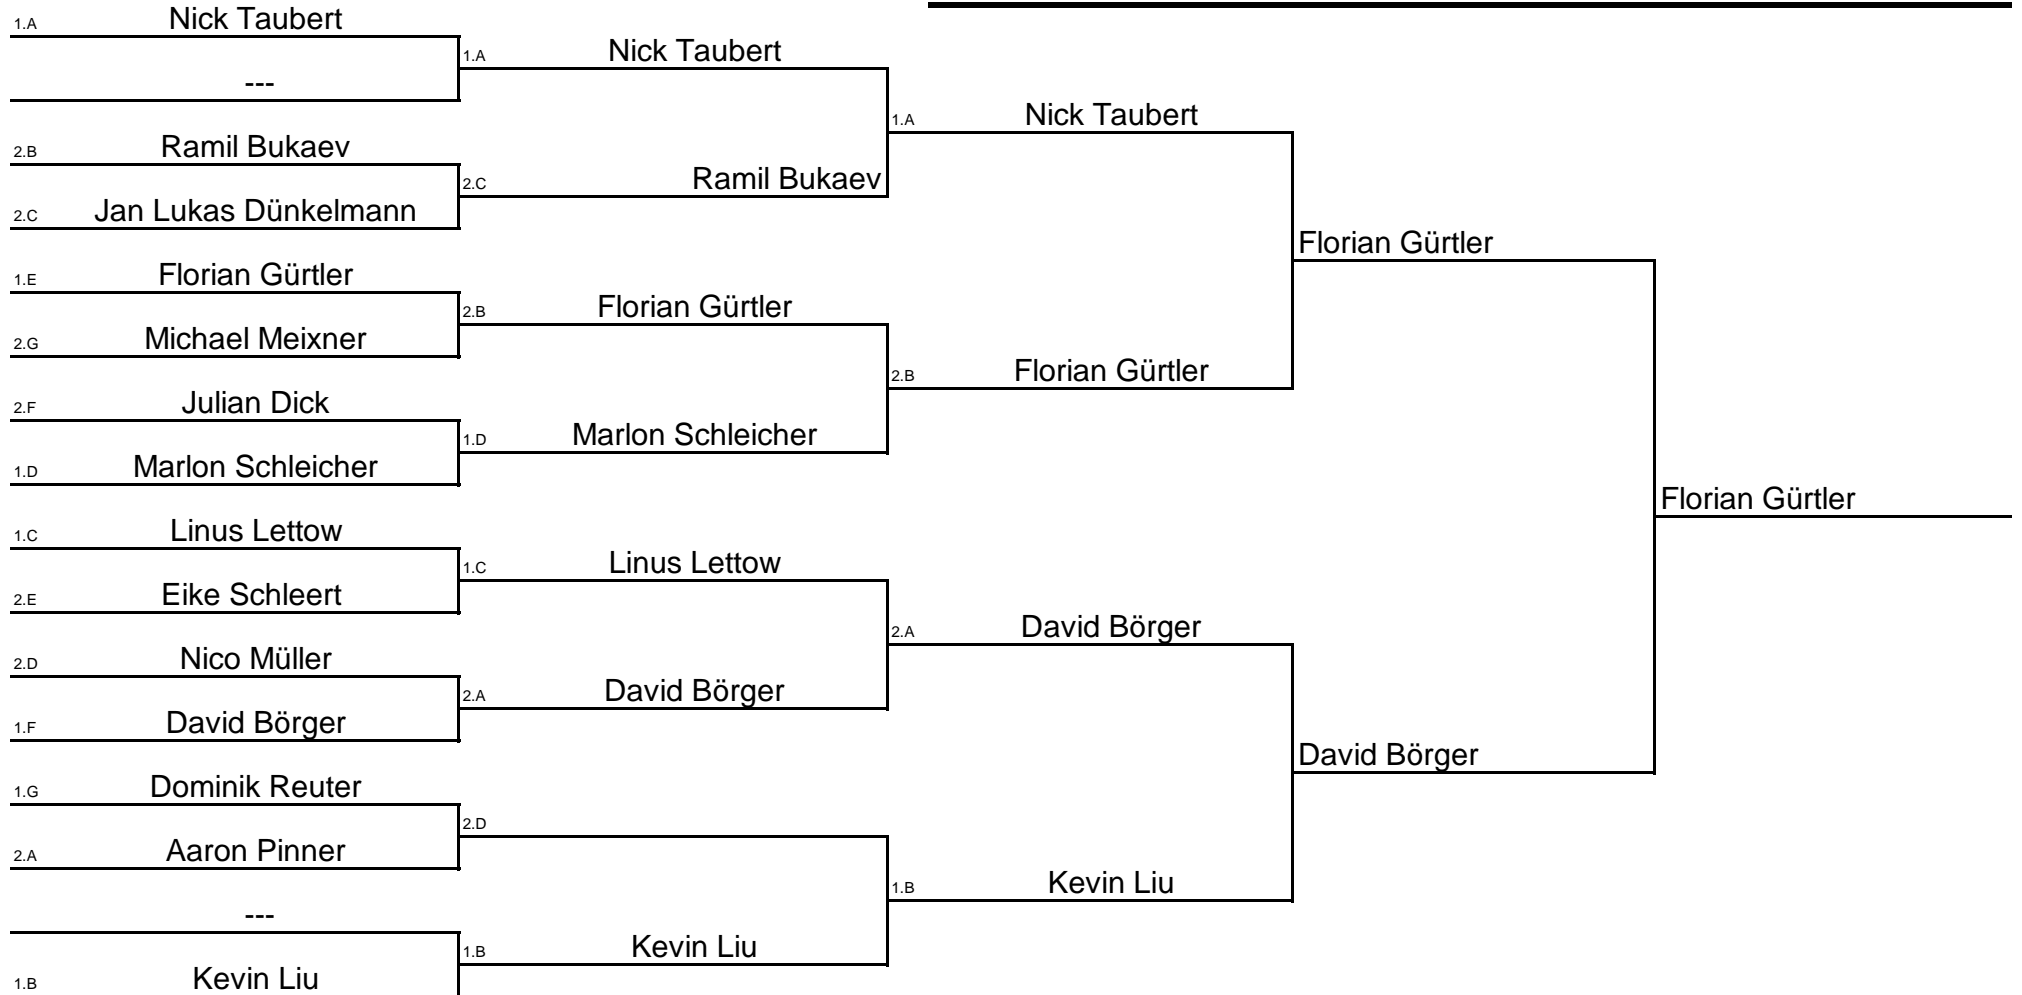 1.A Nick Taubert
---
2.B Ramil Bukaev
2.C Jan Lukas Dünkelmann
1.E Florian Gürtler
2.G Michael Meixner
2.F Julian Dick
1.D Marlon Schleicher
1.C Linus Lettow
2.E Eike Schleert
2.D Nico Müller
1.F David Börger
1.G Dominik Reuter
2.A Aaron Pinner
---
1.B Kevin Liu
1.A Nick Taubert
2.C Ramil Bukaev
2.B Florian Gürtler
1.D Marlon Schleicher
1.C Linus Lettow
2.A David Börger
2.D
1.B Kevin Liu
1.A Nick Taubert
2.B Florian Gürtler
2.A David Börger
1.B Kevin Liu
Florian Gürtler
David Börger
Florian Gürtler